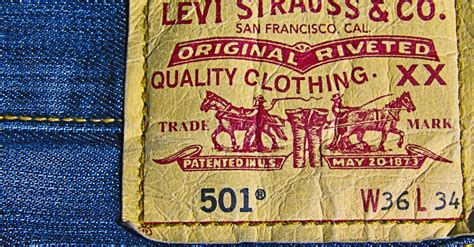 LEVI STRAUSS & CO.
SAN FRANCISCO, CAL.
ORIGINAL RIVETED
QUALITY CLOTHING. XX
TRADE MARK
PATENTED IN U.S. MAY 20 1873
501® W36 L 34